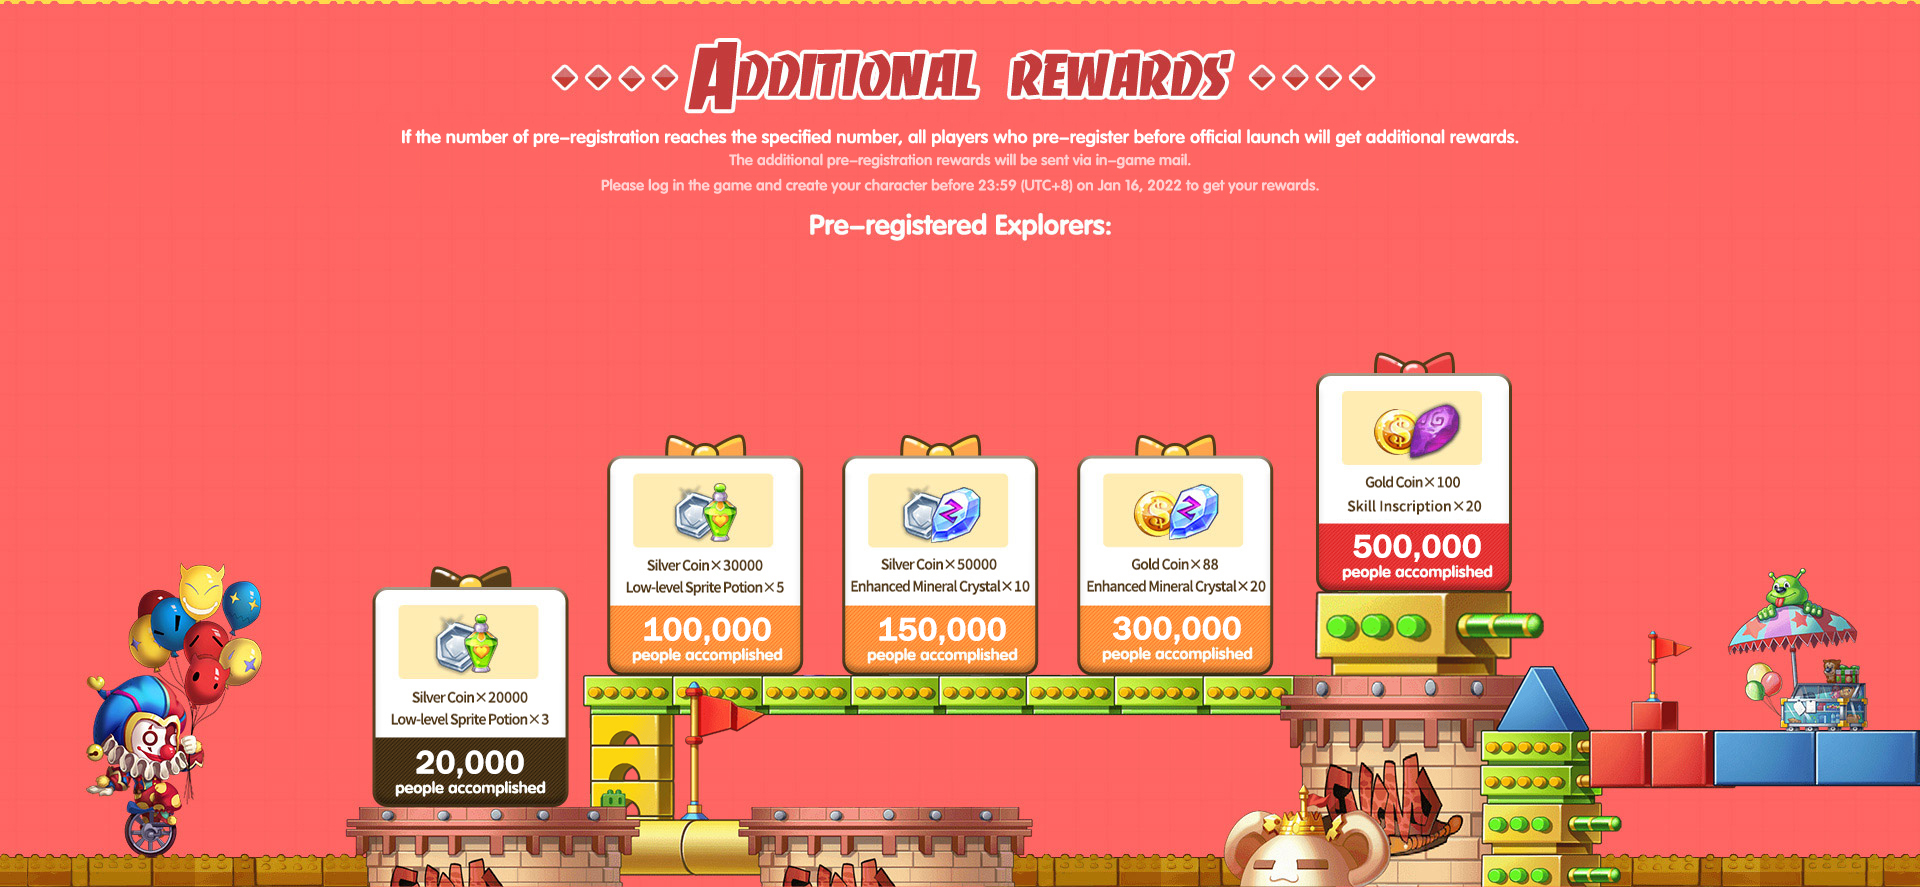 ADDITIONAL REWARDS
If the number of pre-registration reaches the specified number, all players who pre-register before official launch will get additional rewards.
The additional pre-registration rewards will be sent via in-game mail.
Please log in the game and create your character before 23:59 (UTC+8) on Jan 16, 2022 to get your rewards.
Pre-registered Explorers:
Silver Coin×20000
Low-level Sprite Potion×3
20,000
people accomplished
Silver Coin×30000
Low-level Sprite Potion×5
100,000
people accomplished
Silver Coin×50000
Enhanced Mineral Crystal×10
150,000
people accomplished
Gold Coin×88
Enhanced Mineral Crystal×20
300,000
people accomplished
Gold Coin×100
Skill Inscription×20
500,000
people accomplished